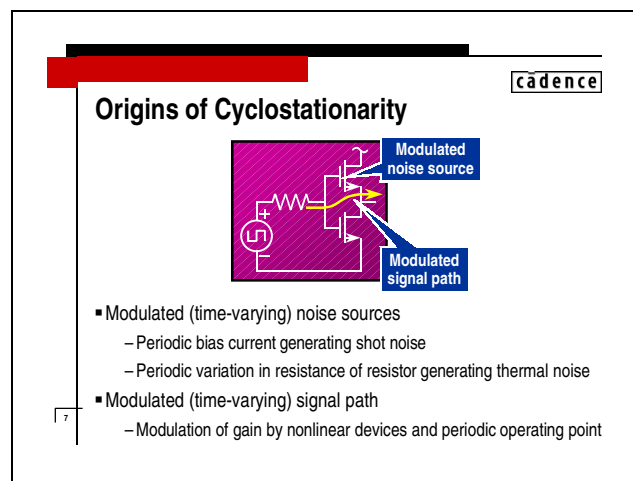 cādence
Origins of Cyclostationarity
Modulated
noise source
+
–
Modulated
signal path
▪ Modulated (time-varying) noise sources
– Periodic bias current generating shot noise
– Periodic variation in resistance of resistor generating thermal noise
▪ Modulated (time-varying) signal path
– Modulation of gain by nonlinear devices and periodic operating point
7